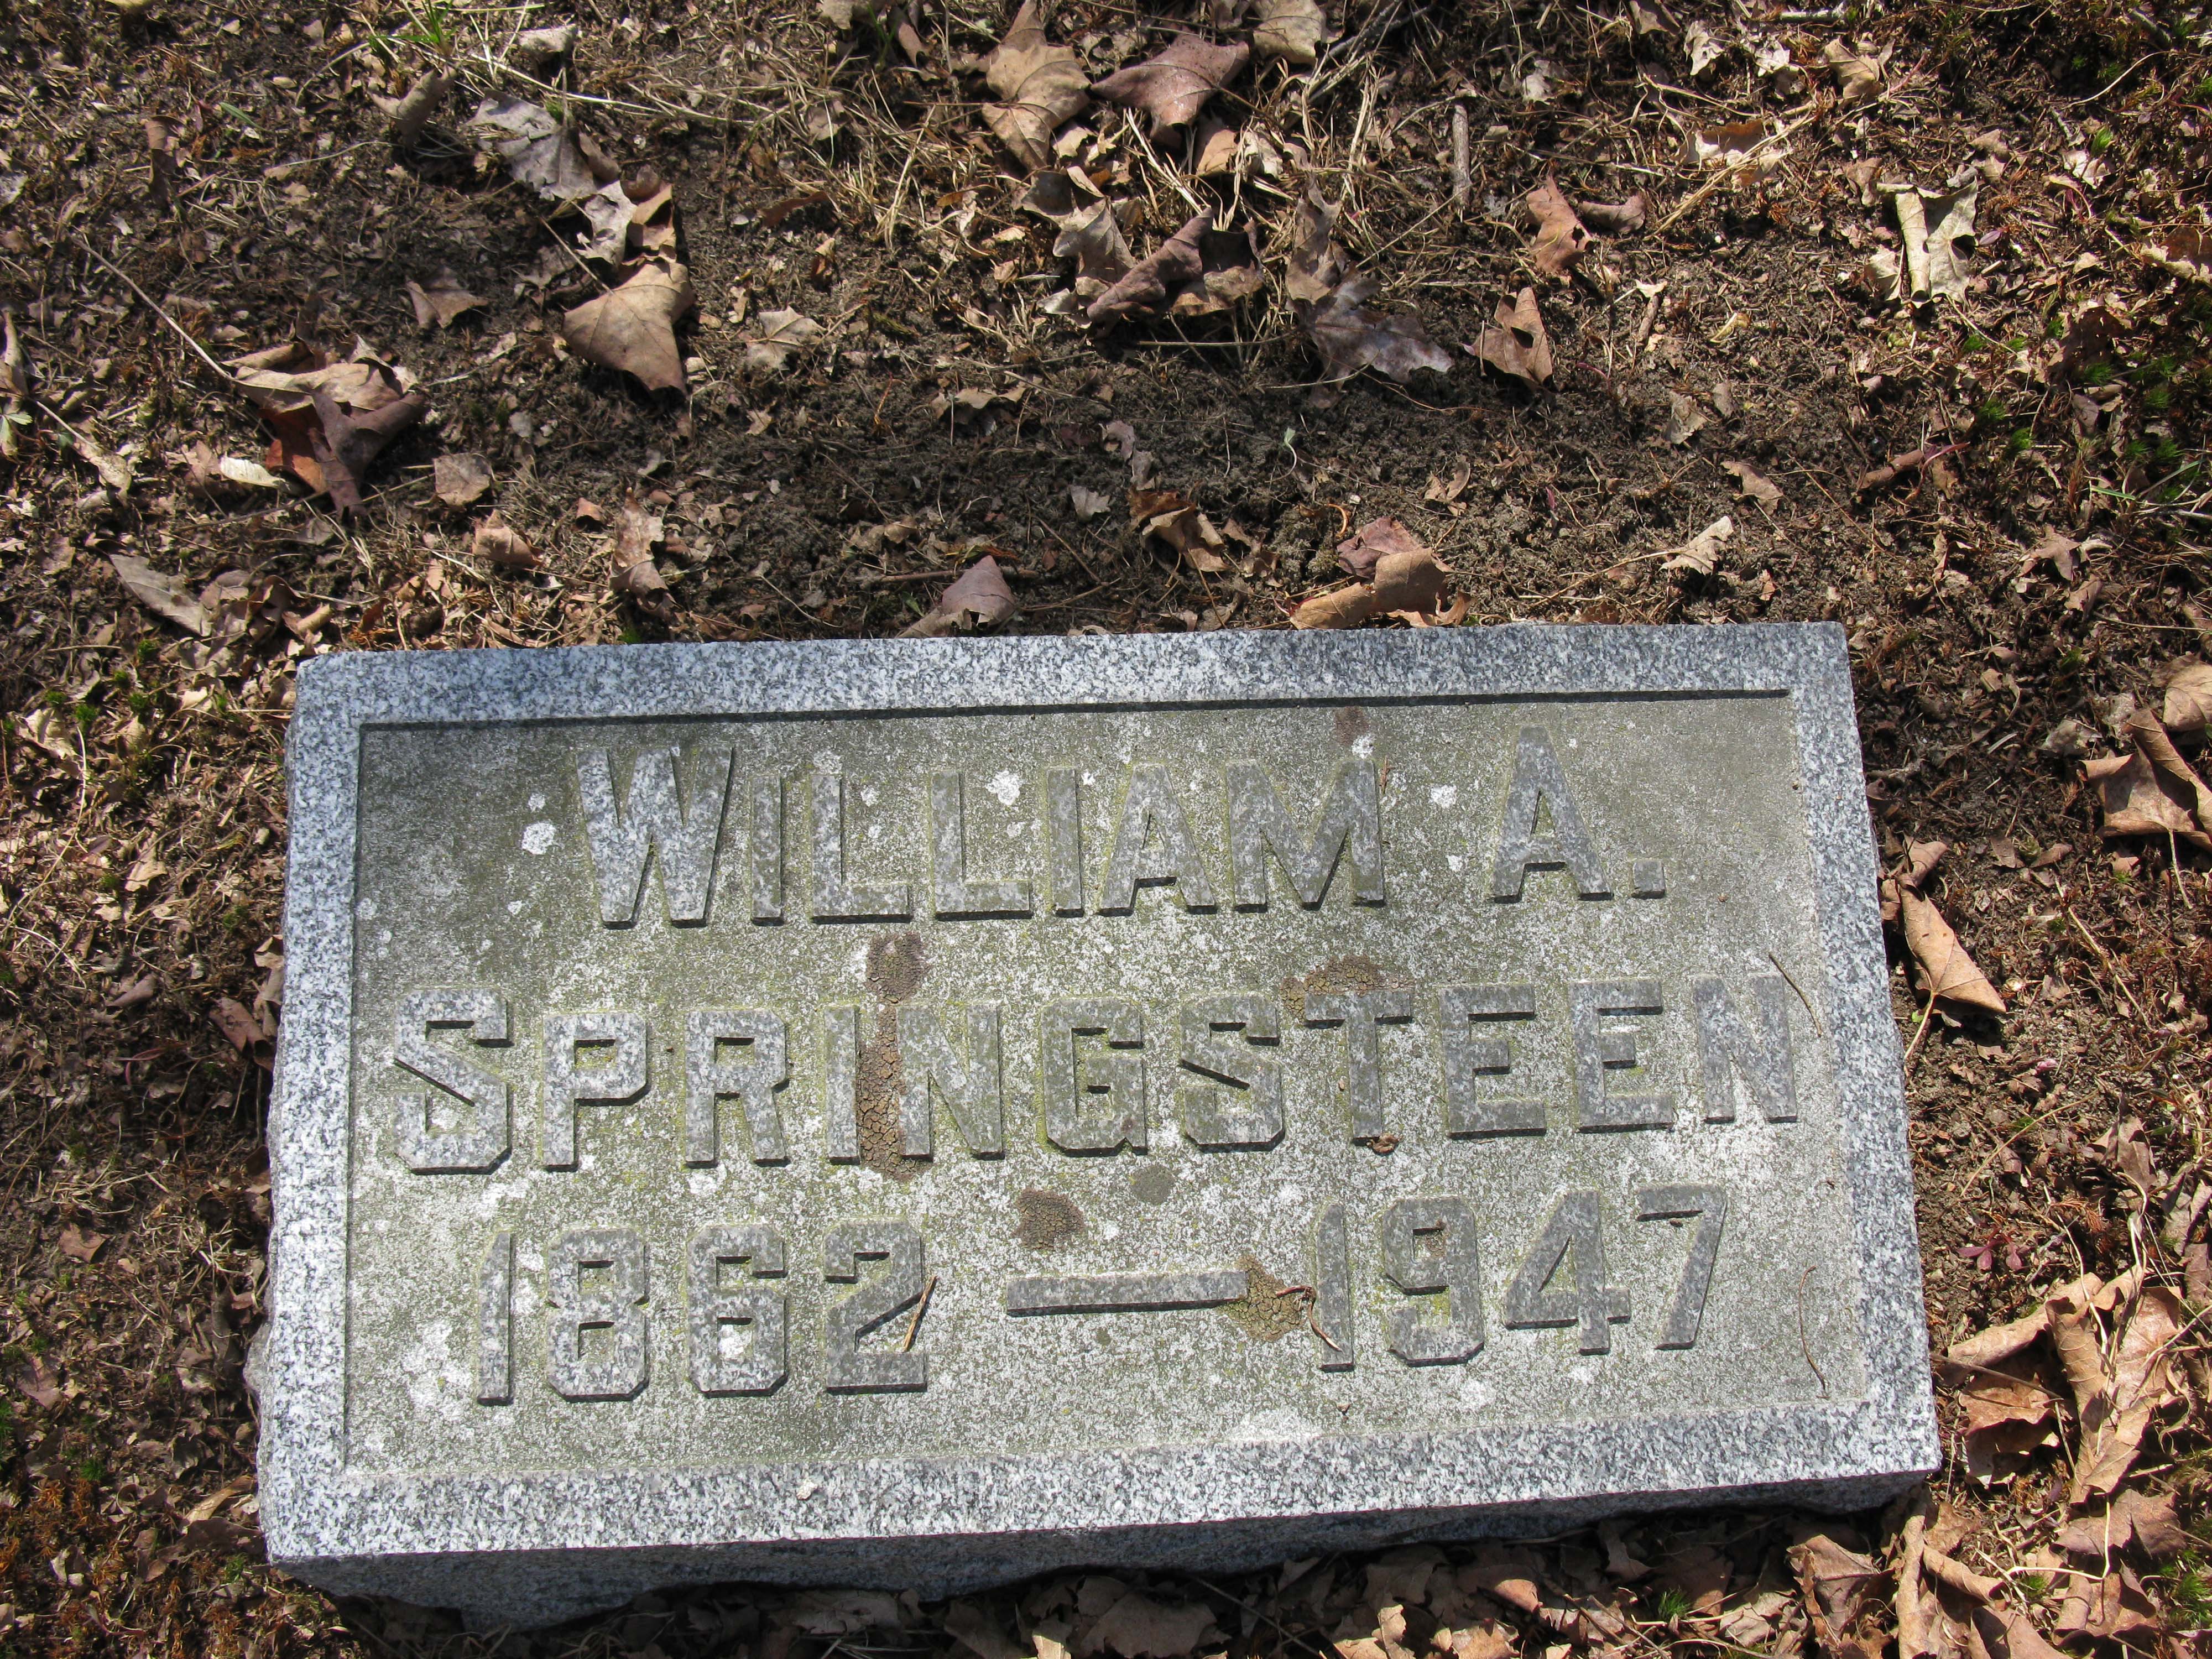 WILLIAM A.
SPRINGSTEEN
1862 — 1947